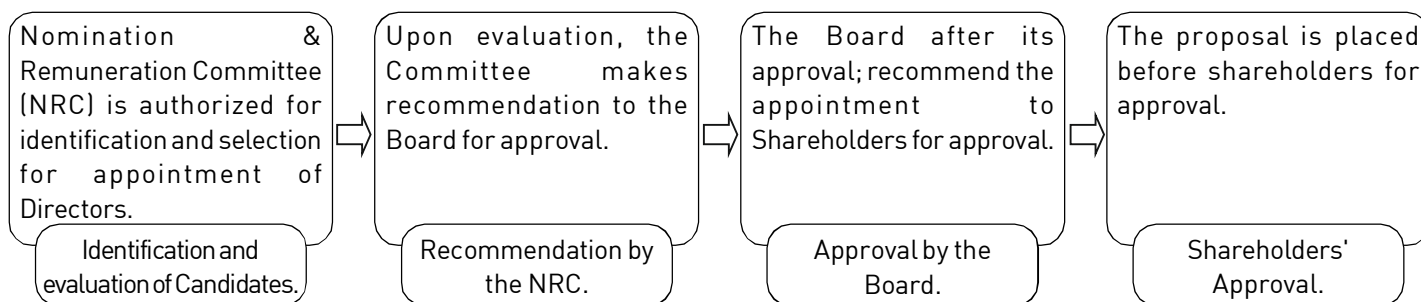 Nomination &
Remuneration Committee
(NRC) is authorized for
identification and selection
for appointment of
Directors.
Identification and
evaluation of Candidates.
Upon evaluation, the
Committee makes
recommendation to the
Board for approval.
Recommendation by
the NRC.
The Board after its
approval; recommend the
appointment to
Shareholders for approval.
Approval by the
Board.
The proposal is placed
before shareholders for
approval.
Shareholders'
Approval.